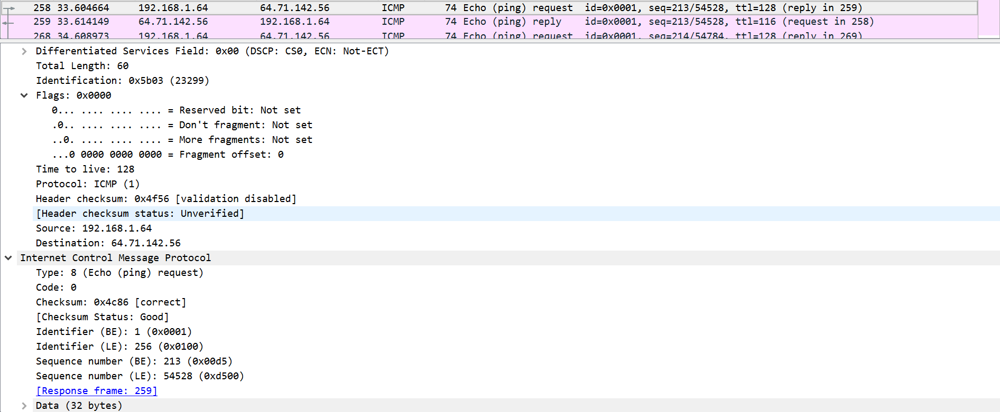 258 33.604664 192.168.1.64 64.71.142.56 ICMP 74 Echo (ping) request id=0x0001, seq=213/54528, ttl=128 (reply in 259)
259 33.614149 64.71.142.56 192.168.1.64 ICMP 74 Echo (ping) reply id=0x0001, seq=213/54528, ttl=116 (request in 258)
268 34.608973 192.168.1.64 64.71.142.56 ICMP 74 Echo (ping) request id=0x0001, seq=214/54784, ttl=128 (reply in 269)
Differentiated Services Field: 0x00 (DSCP: CS0, ECN: Not-ECT)
Total Length: 60
Identification: 0x5b03 (23299)
Flags: 0x0000
0... .... .... .... = Reserved bit: Not set
.0.. .... .... .... = Don't fragment: Not set
..0. .... .... .... = More fragments: Not set
...0 0000 0000 0000 = Fragment offset: 0
Time to live: 128
Protocol: ICMP (1)
Header checksum: 0x4f56 [validation disabled]
[Header checksum status: Unverified]
Source: 192.168.1.64
Destination: 64.71.142.56
Internet Control Message Protocol
Type: 8 (Echo (ping) request)
Code: 0
Checksum: 0x4c86 [correct]
[Checksum Status: Good]
Identifier (BE): 1 (0x0001)
Identifier (LE): 256 (0x0100)
Sequence number (BE): 213 (0x00d5)
Sequence number (LE): 54528 (0xd500)
[Response frame: 259]
Data (32 bytes)